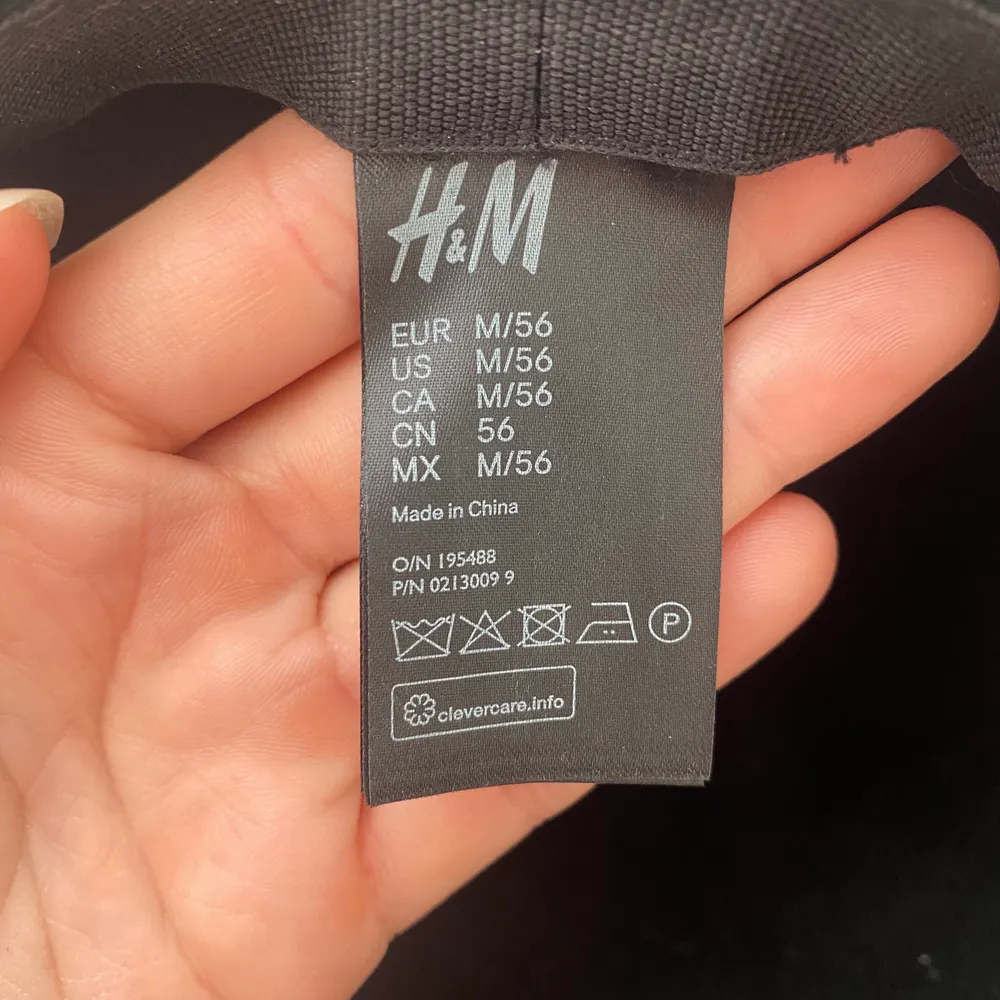 H&M
EUR M/56
US M/56
CA M/56
CN 56
MX M/56
Made in China
O/N 195488
P/N 0213009 9
P
clevercare.info